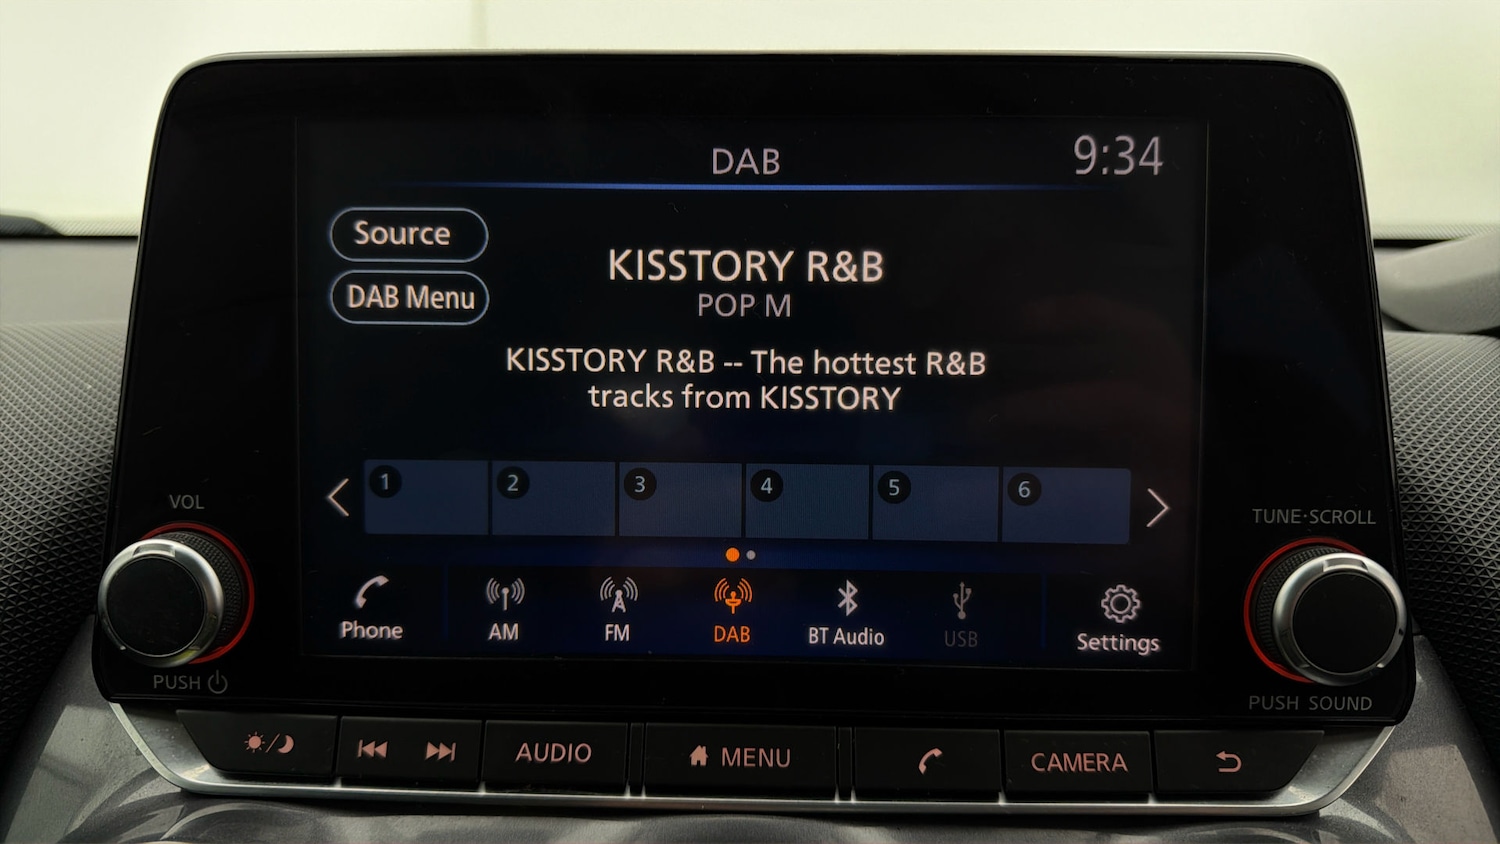 DAB
9:34
Source
DAB Menu
KISSTORY R&B
POP M
KISSTORY R&B -- The hottest R&B
tracks from KISSTORY
1 2 3 4 5 6
Phone AM FM DAB BT Audio USB Settings
VOL
PUSH
TUNE·SCROLL
PUSH SOUND
AUDIO MENU CAMERA